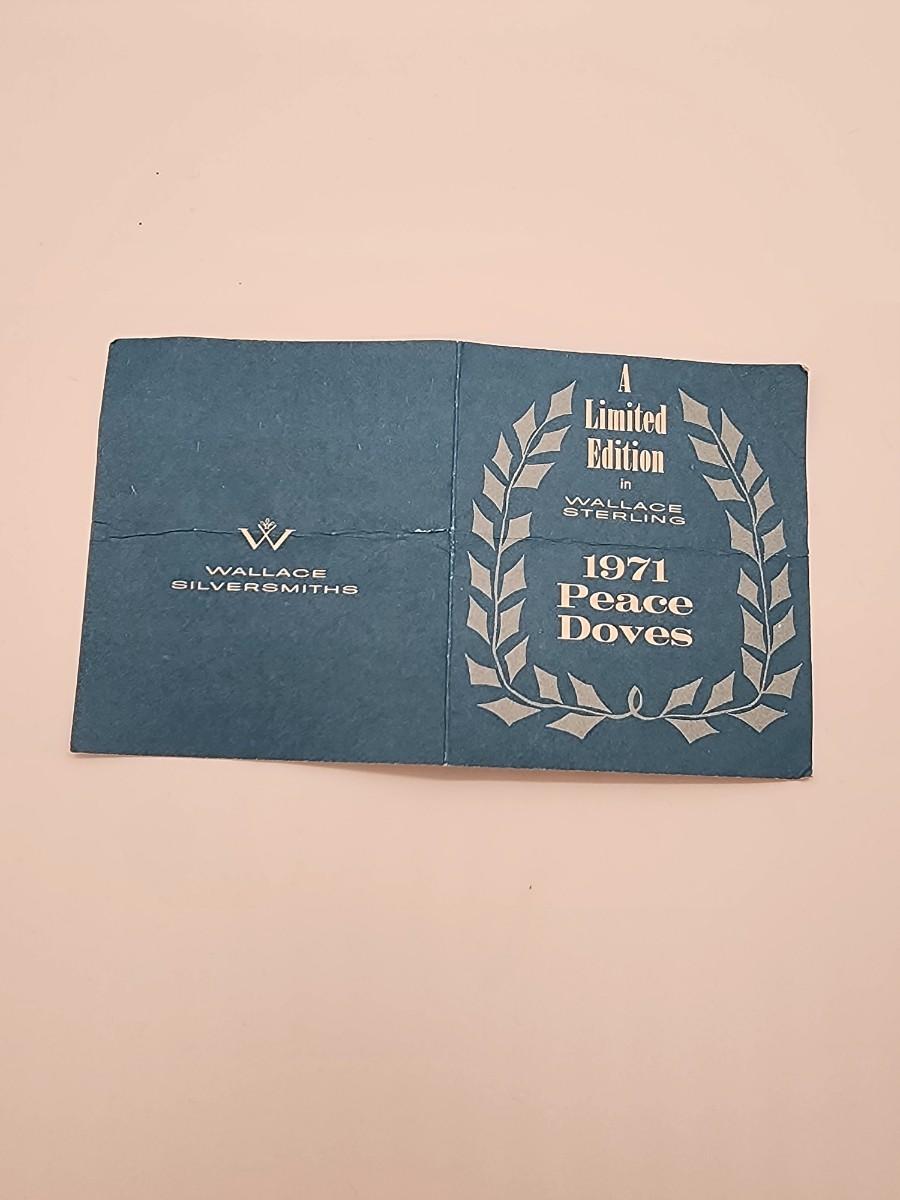 W
WALLACE
SILVERSMITHS
A
Limited
Edition
in
WALLACE
STERLING
1971
Peace
Doves